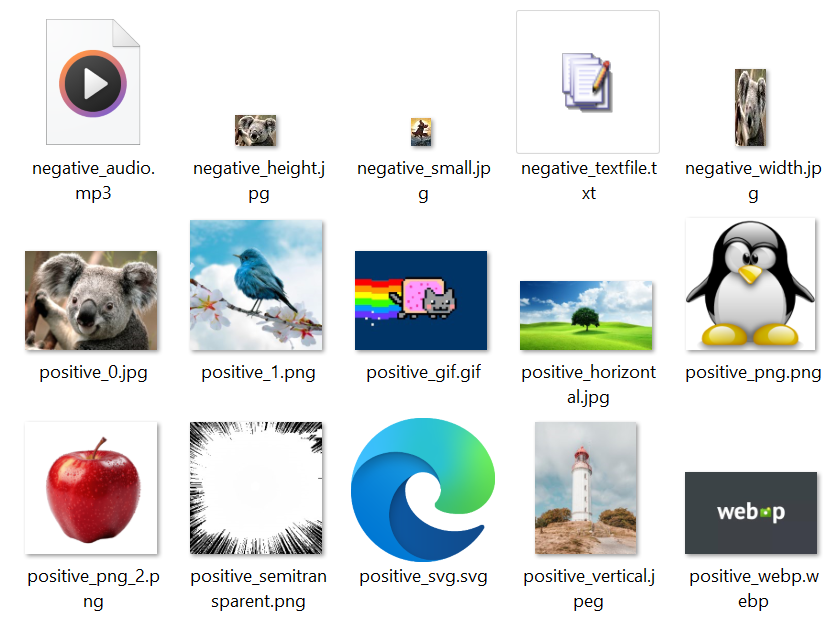 negative_audio.
mp3
negative_height.j
pg
negative_small.jp
g
negative_textfile.t
xt
negative_width.jp
g
positive_0.jpg
positive_1.png
positive_gif.gif
positive_horizont
al.jpg
positive_png.png
webp
positive_png_2.p
ng
positive_semitran
sparent.png
positive_svg.svg
positive_vertical.j
peg
positive_webp.w
ebp